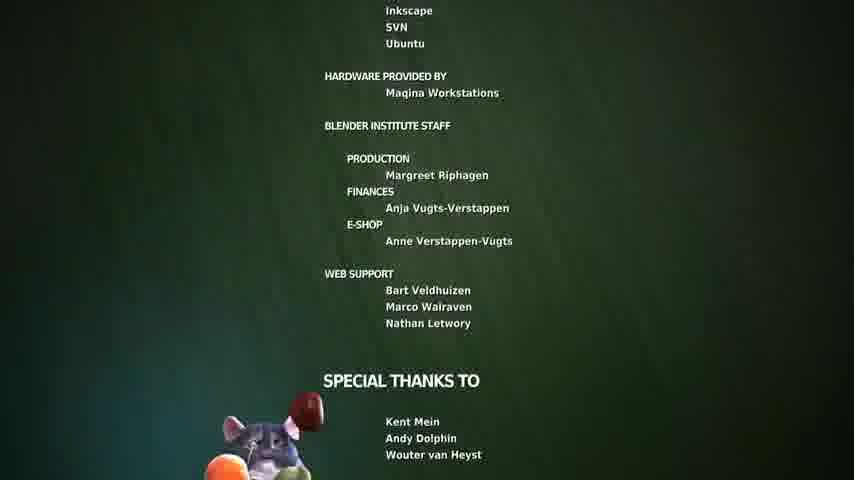 Inkscape
SVN
Ubuntu
HARDWARE PROVIDED BY
Maqina Workstations
BLENDER INSTITUTE STAFF
PRODUCTION
Margreet Riphagen
FINANCES
Anja Vugts-Verstappen
E-SHOP
Anne Verstappen-Vugts
WEB SUPPORT
Bart Veldhuizen
Marco Walraven
Nathan Letwory
SPECIAL THANKS TO
Kent Mein
Andy Dolphin
Wouter van Heyst